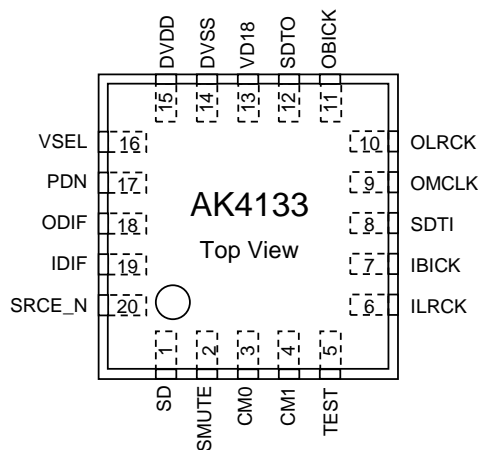 DVDD DVSS VD18 SDTO OBICK
15 14 13 12 11
VSEL 16 10 OLRCK
PDN 17 9 OMCLK
AK4133
ODIF 18 8 SDTI
Top View
IDIF 19 7 IBICK
SRCE_N 20 6 ILRCK
1 2 3 4 5
SD SMUTE CM0 CM1 TEST